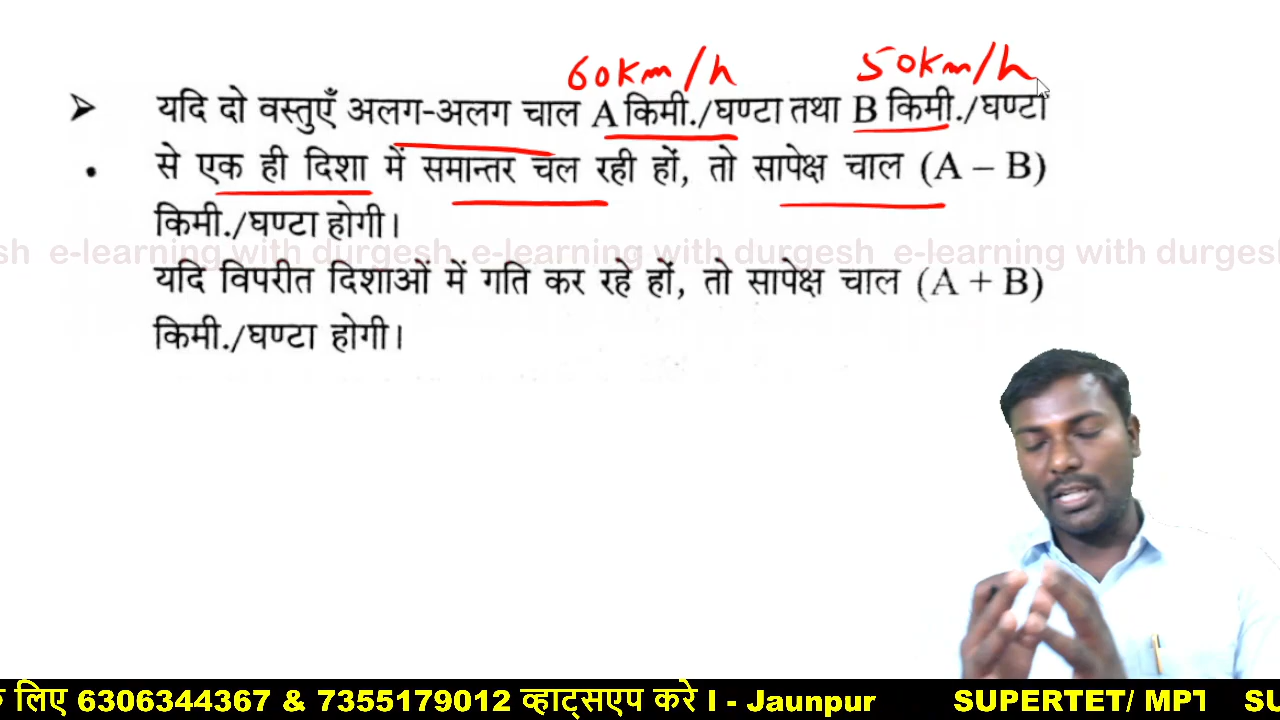 60km/h 50km/h
➤ यदि दो वस्तुएँ अलग-अलग चाल A किमी./घण्टा तथा B किमी./घण्टा
• से एक ही दिशा में समान्तर चल रही हों, तो सापेक्ष चाल (A – B)
किमी./घण्टा होगी।
sh e-learning with durgesh e-learning with durgesh e-learning with durgesh
यदि विपरीत दिशाओं में गति कर रहे हों, तो सापेक्ष चाल (A + B)
किमी./घण्टा होगी।
के लिए 6306344367 & 7355179012 व्हाट्सएप करे I - Jaunpur SUPERTET/ MPT SU